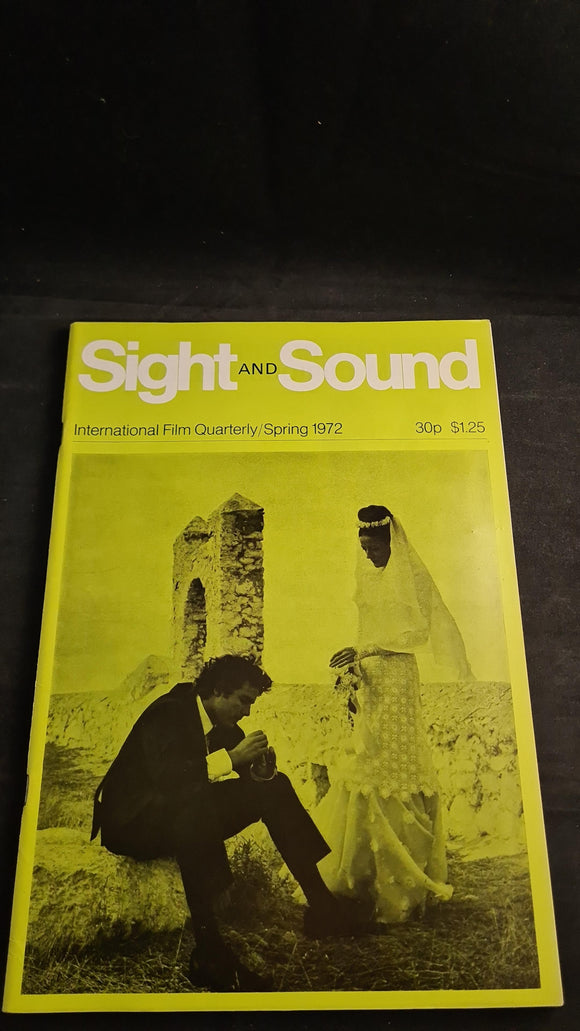 Sight AND Sound
International Film Quarterly/Spring 1972 30p $1.25